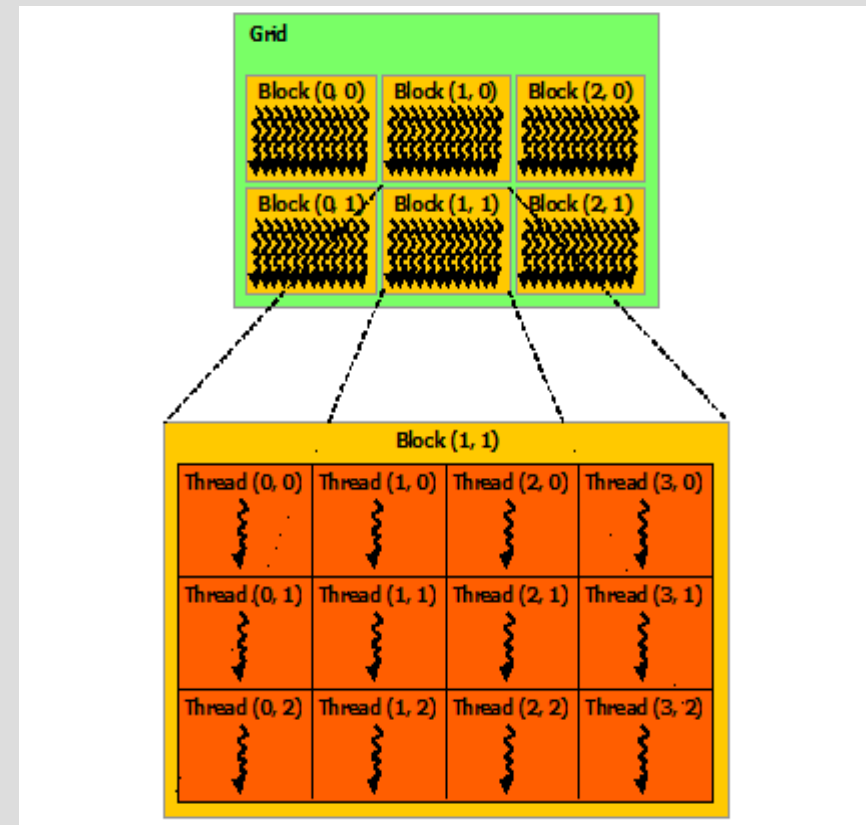 Grid
Block (0, 0) Block (1, 0) Block (2, 0)
Block (0, 1) Block (1, 1) Block (2, 1)
Block (1, 1)
Thread (0, 0) Thread (1, 0) Thread (2, 0) Thread (3, 0)
Thread (0, 1) Thread (1, 1) Thread (2, 1) Thread (3, 1)
Thread (0, 2) Thread (1, 2) Thread (2, 2) Thread (3, 2)